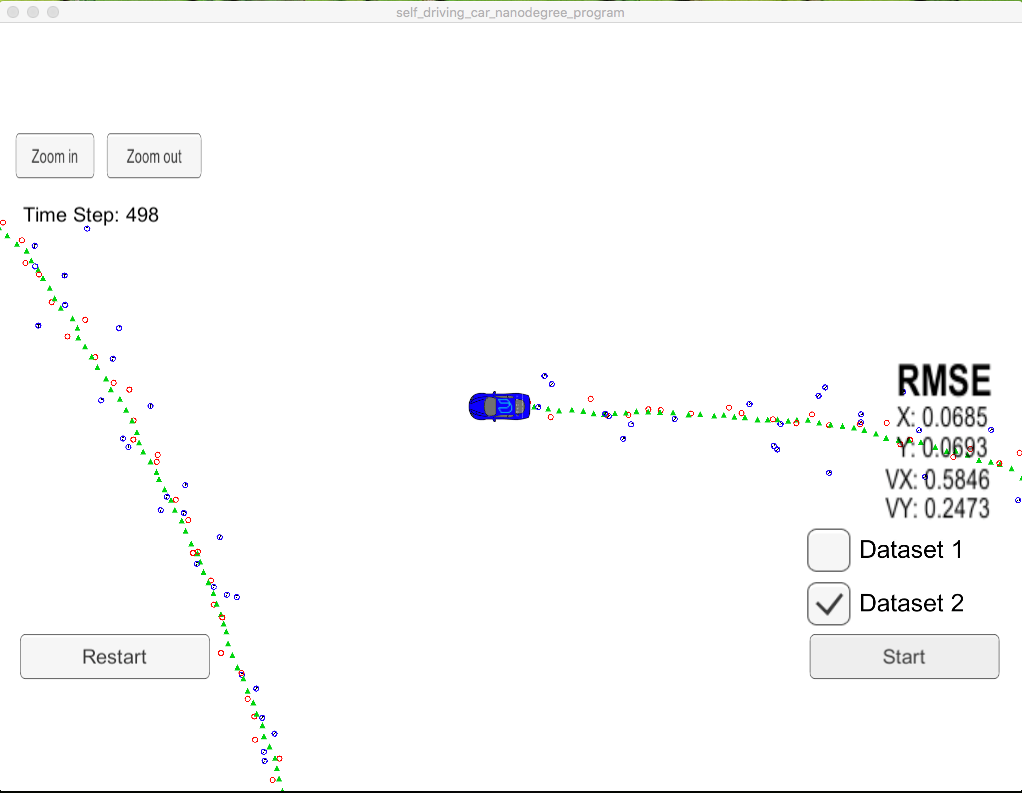 self_driving_car_nanodegree_program
Zoom in
Zoom out
Time Step: 498
RMSE
X: 0.0685
Y: 0.0693
VX: 0.5846
VY: 0.2473
Dataset 1
Dataset 2
Restart
Start